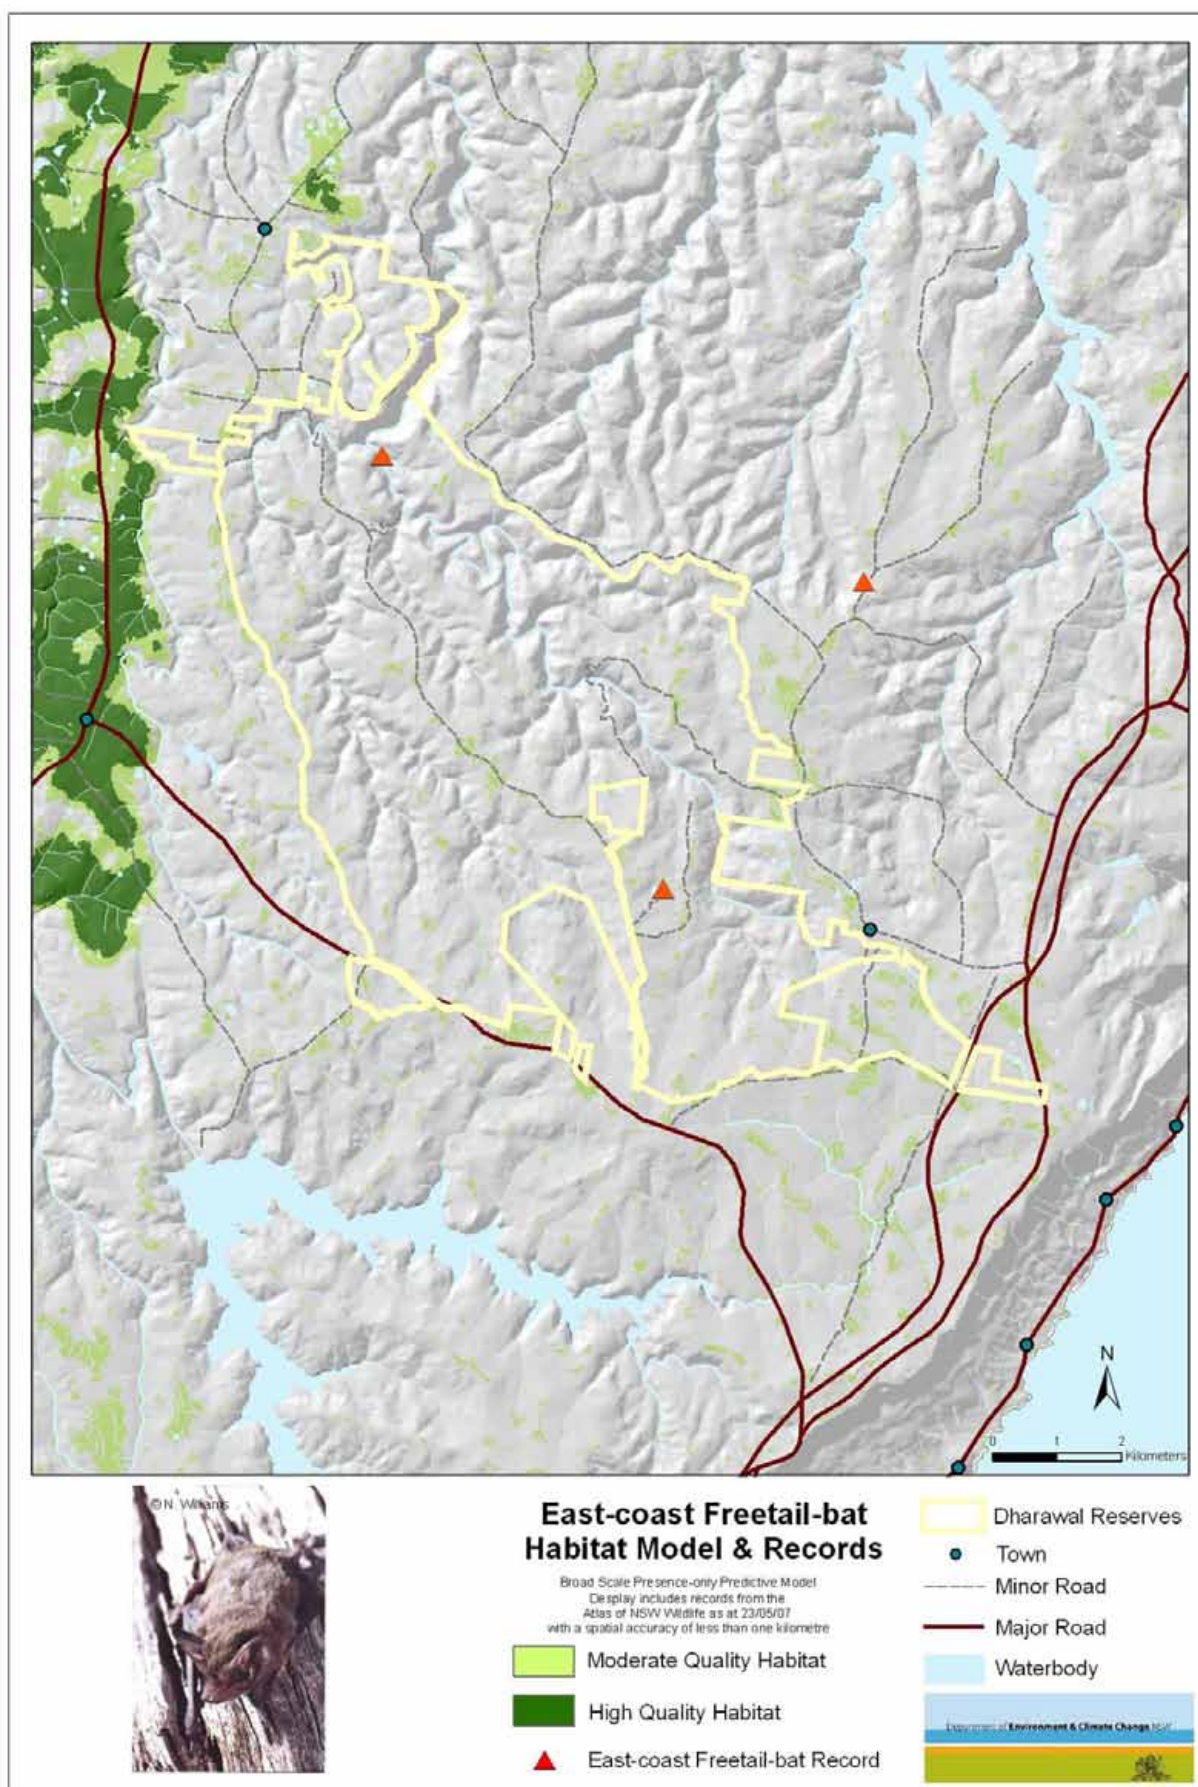 N
0 1 2
Kilometers
© N. Williams
East-coast Freetail-bat
Habitat Model & Records
Broad Scale Presence-only Predictive Model
Desplay includes records from the
Atlas of NSW Wildlife as at 23/05/07
with a spatial accuracy of less than one kilometre
Moderate Quality Habitat
High Quality Habitat
East-coast Freetail-bat Record
Dharawal Reserves
Town
Minor Road
Major Road
Waterbody
Department of Environment & Climate Change NSW